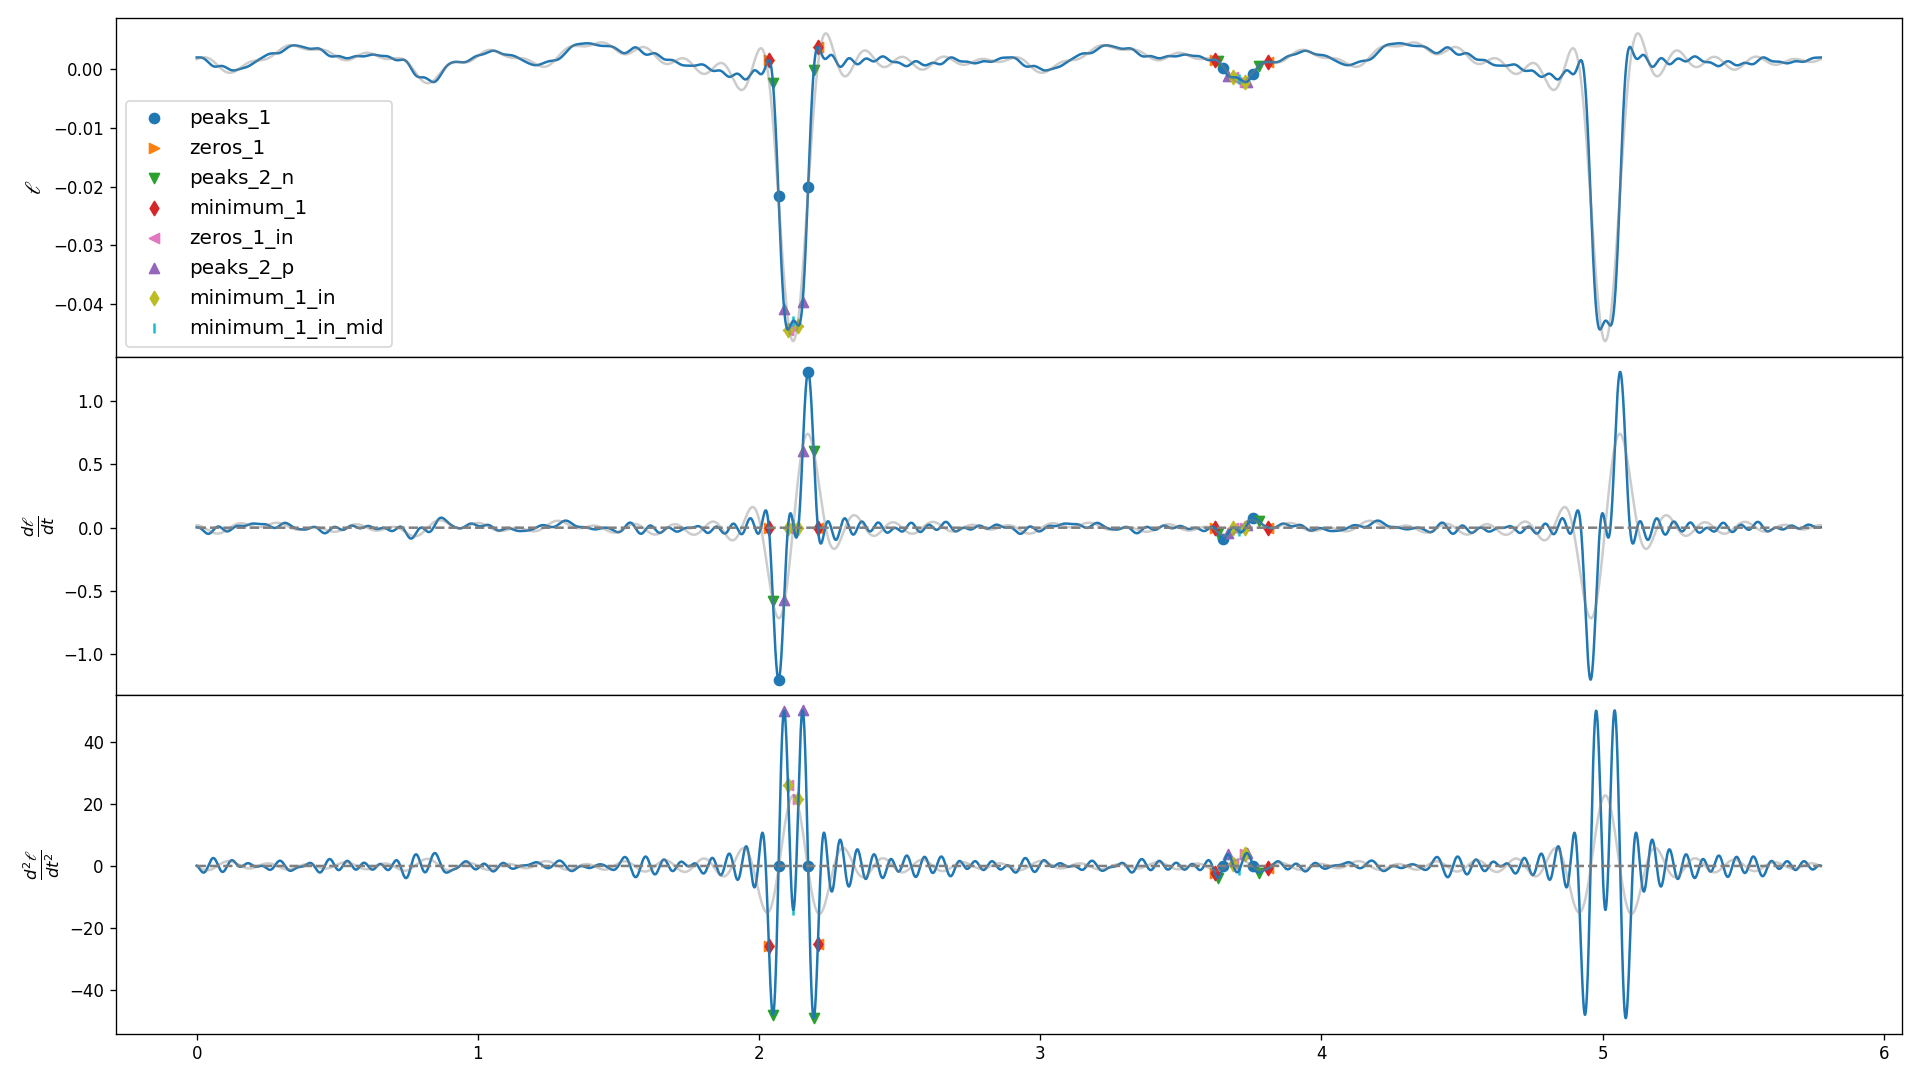 0.00
−0.01
−0.02
−0.03
−0.04
ℓ
peaks_1
zeros_1
peaks_2_n
minimum_1
zeros_1_in
peaks_2_p
minimum_1_in
minimum_1_in_mid
1.0
0.5
0.0
−0.5
−1.0
dℓ
dt
40
20
0
−20
−40
d²ℓ
dt²
0 1 2 3 4 5 6